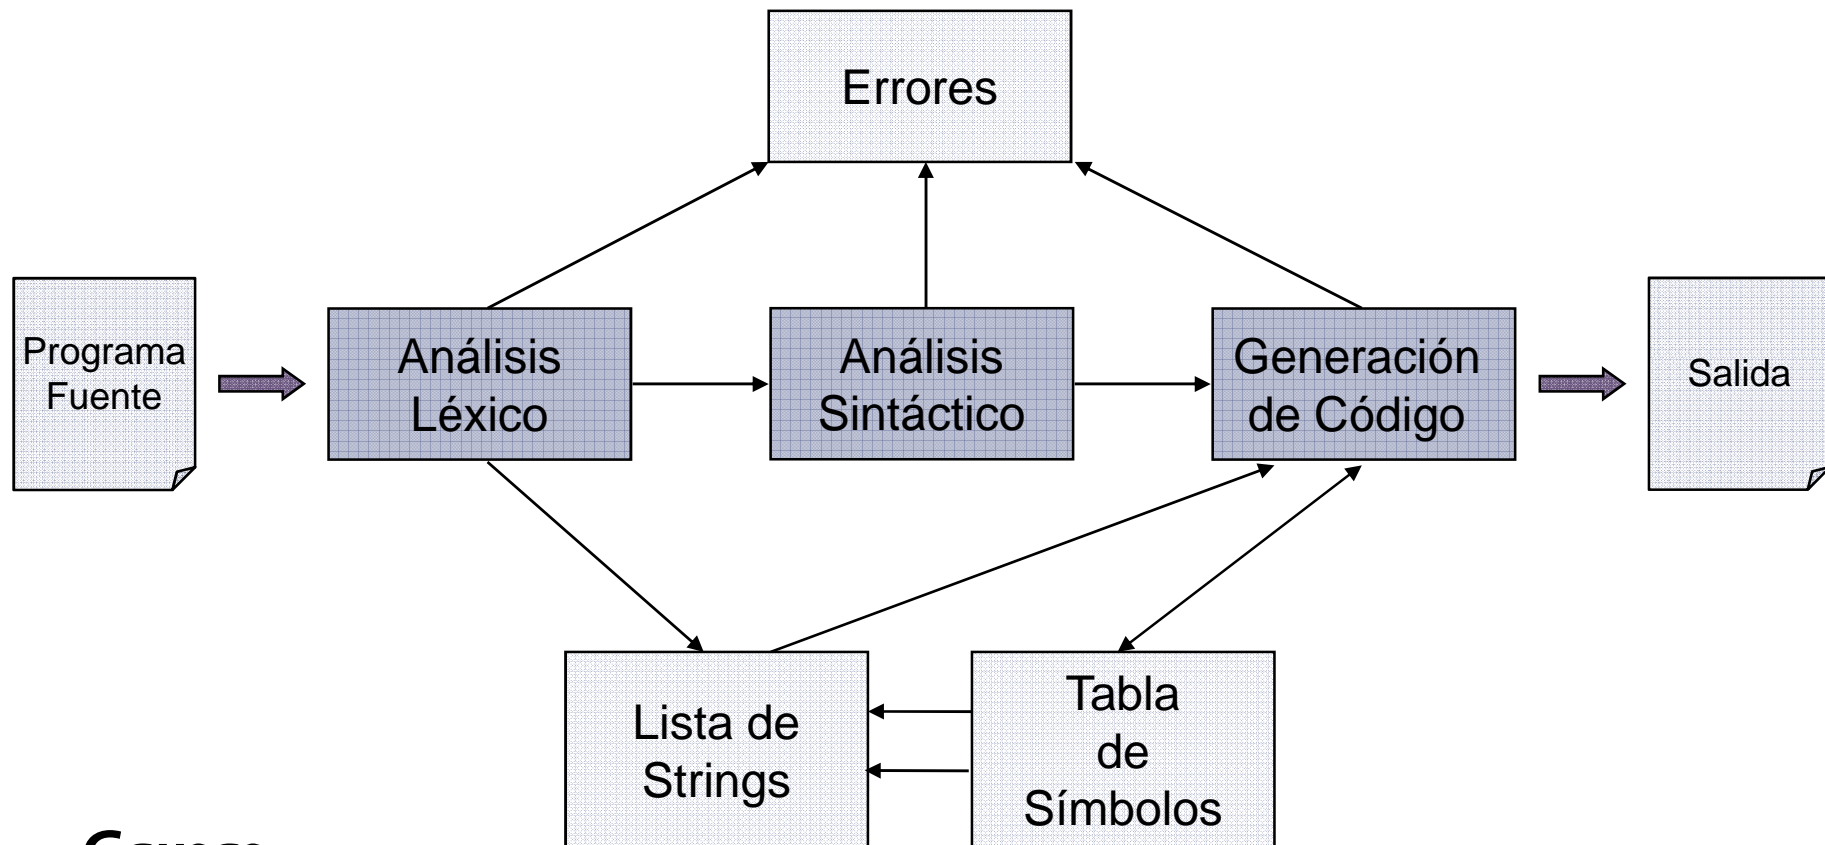 Errores
Programa
Fuente
Análisis
Léxico
Análisis
Sintáctico
Generación
de Código
Salida
Lista de
Strings
Tabla
de
Símbolos